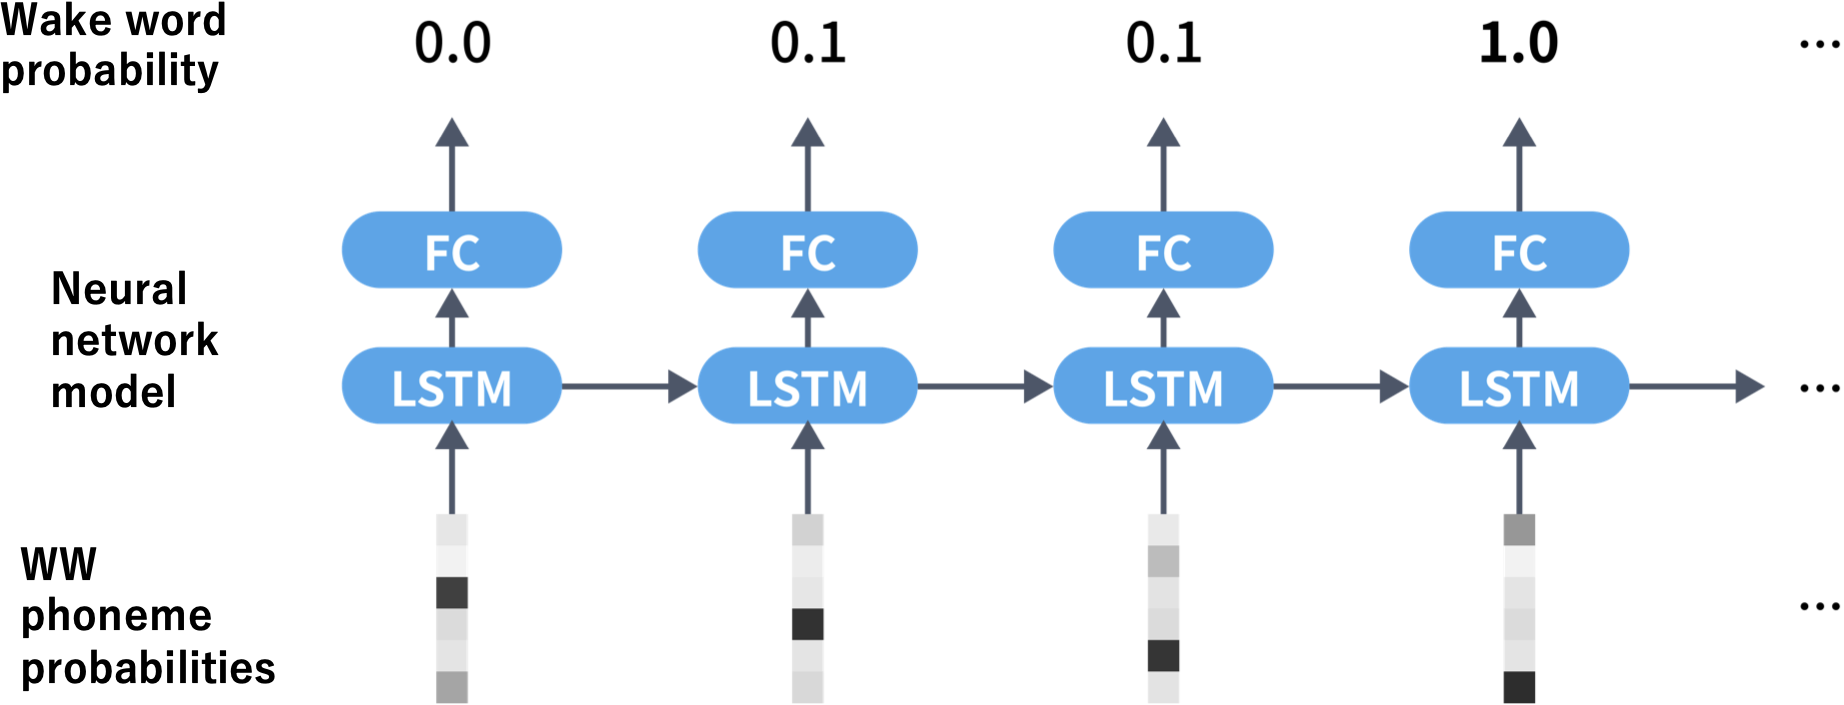 Wake word
probability
0.0 0.1 0.1 1.0 ...
FC FC FC FC
Neural
network
model
LSTM LSTM LSTM LSTM ...
WW
phoneme
probabilities
...